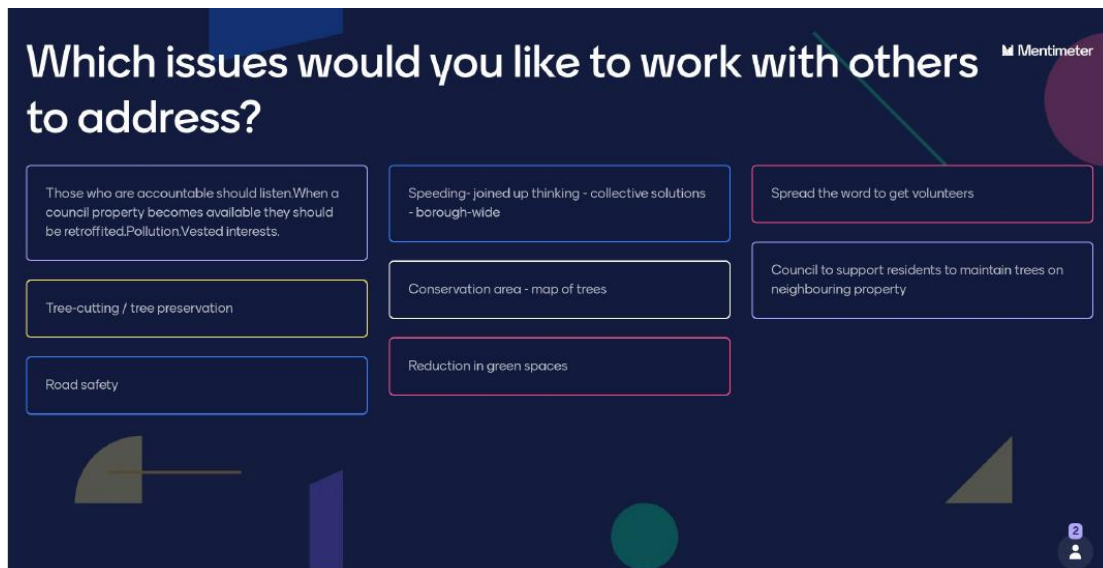 Which issues would you like to work with others
to address?
Mentimeter
Those who are accountable should listen.When a
council property becomes available they should
be retroffited.Pollution.Vested interests.
Tree-cutting / tree preservation
Road safety
Speeding- joined up thinking - collective solutions
- borough-wide
Conservation area - map of trees
Reduction in green spaces
Spread the word to get volunteers
Council to support residents to maintain trees on
neighbouring property
2